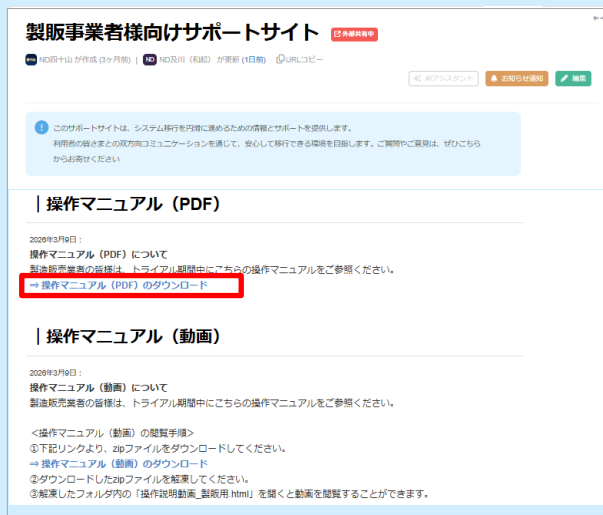 製販事業者様向けサポートサイト 外部共有中
ND四十山 が作成 (3ヶ月前) | ND ND及川（和起） が更新 (1日前) URLコピー
AIアシスタント お知らせ通知 編集
このサポートサイトは、システム移行を円滑に進めるための情報とサポートを提供します。
利用者の皆さまとの双方向コミュニケーションを通じて、安心して移行できる環境を目指します。ご質問やご意見は、ぜひこちら
からお寄せください
｜操作マニュアル（PDF）
2026年3月9日：
操作マニュアル（PDF）について
製造販売業者の皆様は、トライアル期間中にこちらの操作マニュアルをご参照ください。
⇒ 操作マニュアル（PDF）のダウンロード
｜操作マニュアル（動画）
2026年3月9日：
操作マニュアル（動画）について
製造販売業者の皆様は、トライアル期間中にこちらの操作マニュアルをご参照ください。
＜操作マニュアル（動画）の閲覧手順＞
①下記リンクより、zipファイルをダウンロードしてください。
⇒ 操作マニュアル（動画）のダウンロード
②ダウンロードしたzipファイルを解凍してください。
③解凍したフォルダ内の「操作説明動画_製販用.html」を開くと動画を閲覧することができます。